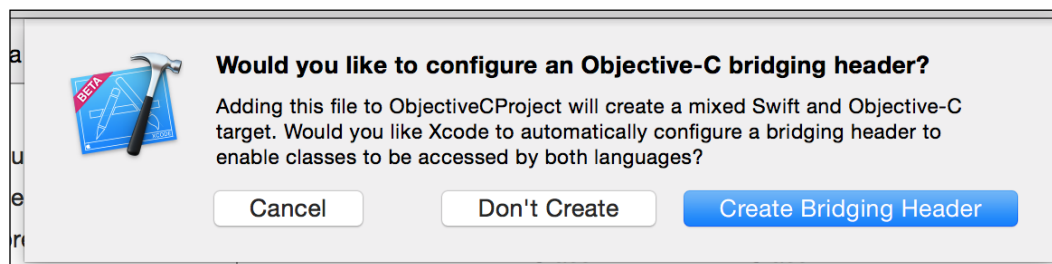 Would you like to configure an Objective-C bridging header?
Adding this file to ObjectiveCProject will create a mixed Swift and Objective-C
target. Would you like Xcode to automatically configure a bridging header to
enable classes to be accessed by both languages?
BETA
XCODE
Cancel Don't Create Create Bridging Header